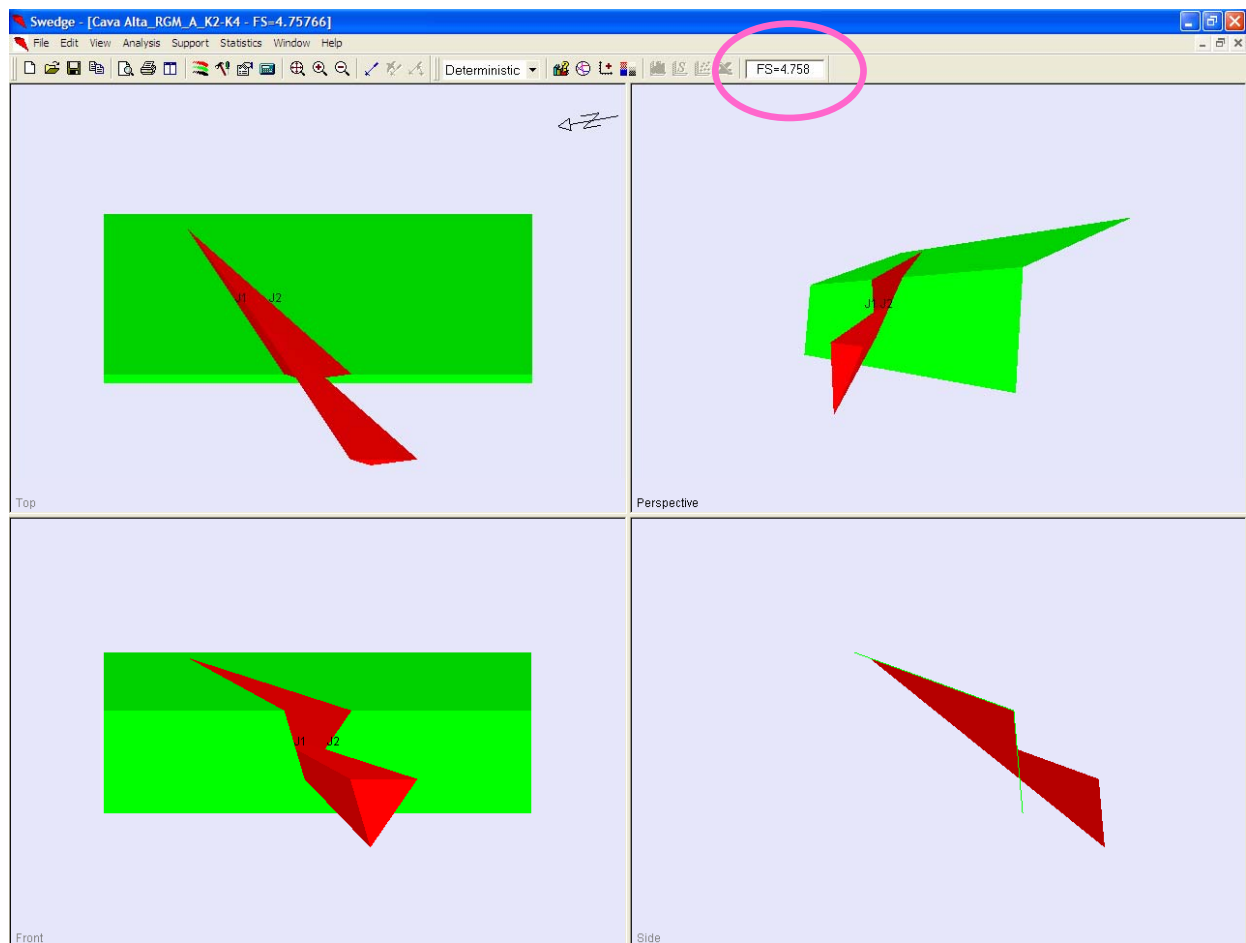 Swedge - [Cava Alta_RGM_A_K2-K4 - FS=4.75766]
File Edit View Analysis Support Statistics Window Help
Deterministic
FS=4.758
J1 J2
Top
J1 J2
Perspective
J1 J2
Front
Side